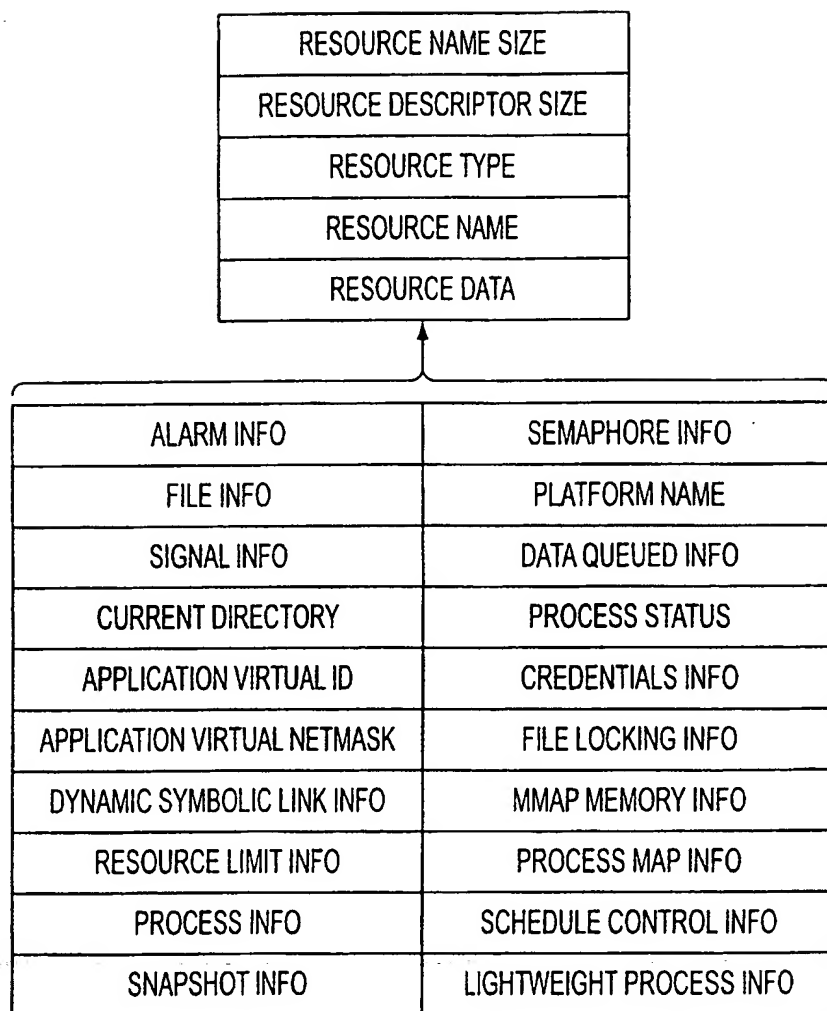 RESOURCE NAME SIZE
RESOURCE DESCRIPTOR SIZE
RESOURCE TYPE
RESOURCE NAME
RESOURCE DATA
ALARM INFO SEMAPHORE INFO
FILE INFO PLATFORM NAME
SIGNAL INFO DATA QUEUED INFO
CURRENT DIRECTORY PROCESS STATUS
APPLICATION VIRTUAL ID CREDENTIALS INFO
APPLICATION VIRTUAL NETMASK FILE LOCKING INFO
DYNAMIC SYMBOLIC LINK INFO MMAP MEMORY INFO
RESOURCE LIMIT INFO PROCESS MAP INFO
PROCESS INFO SCHEDULE CONTROL INFO
SNAPSHOT INFO LIGHTWEIGHT PROCESS INFO